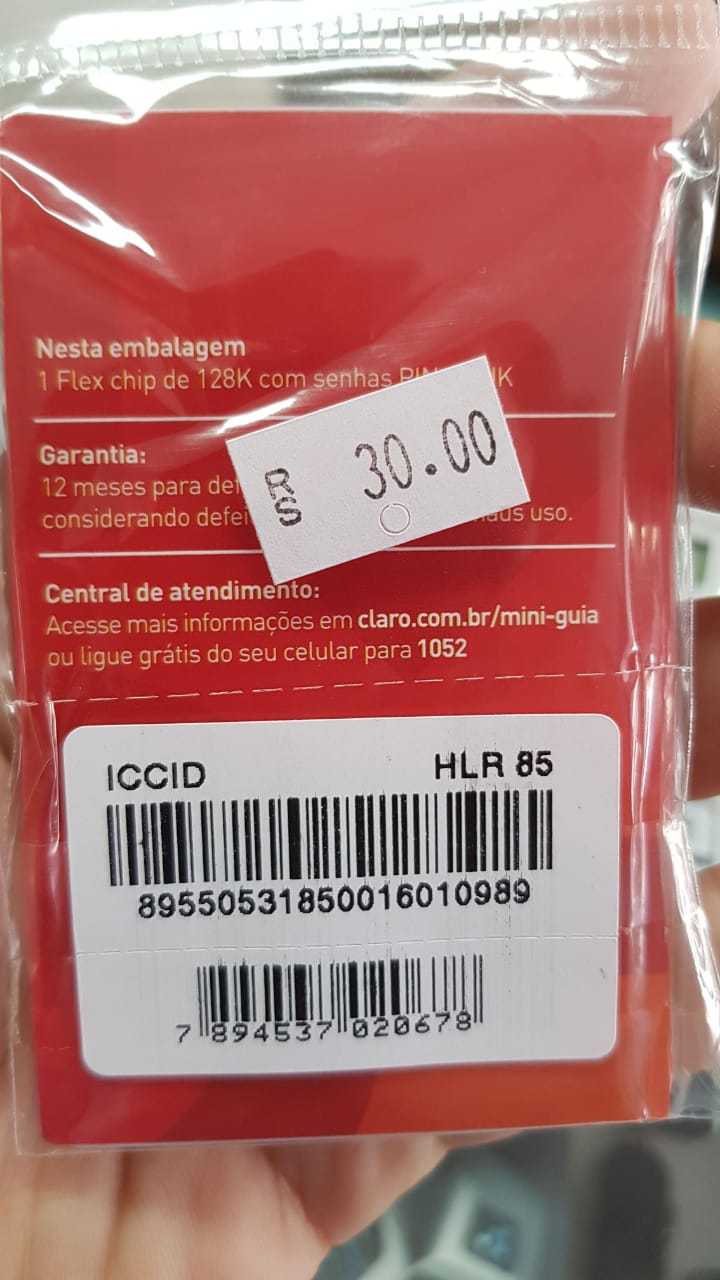 Nesta embalagem
1 Flex chip de 128K com senhas
R$ 30.00
Garantia:
12 meses para
considerando uso.
Central de atendimento:
Acesse mais informações em claro.com.br/mini-guia
ou ligue grátis do seu celular para 1052
ICCID HLR 85
89550531850016010989
7 894537 020678